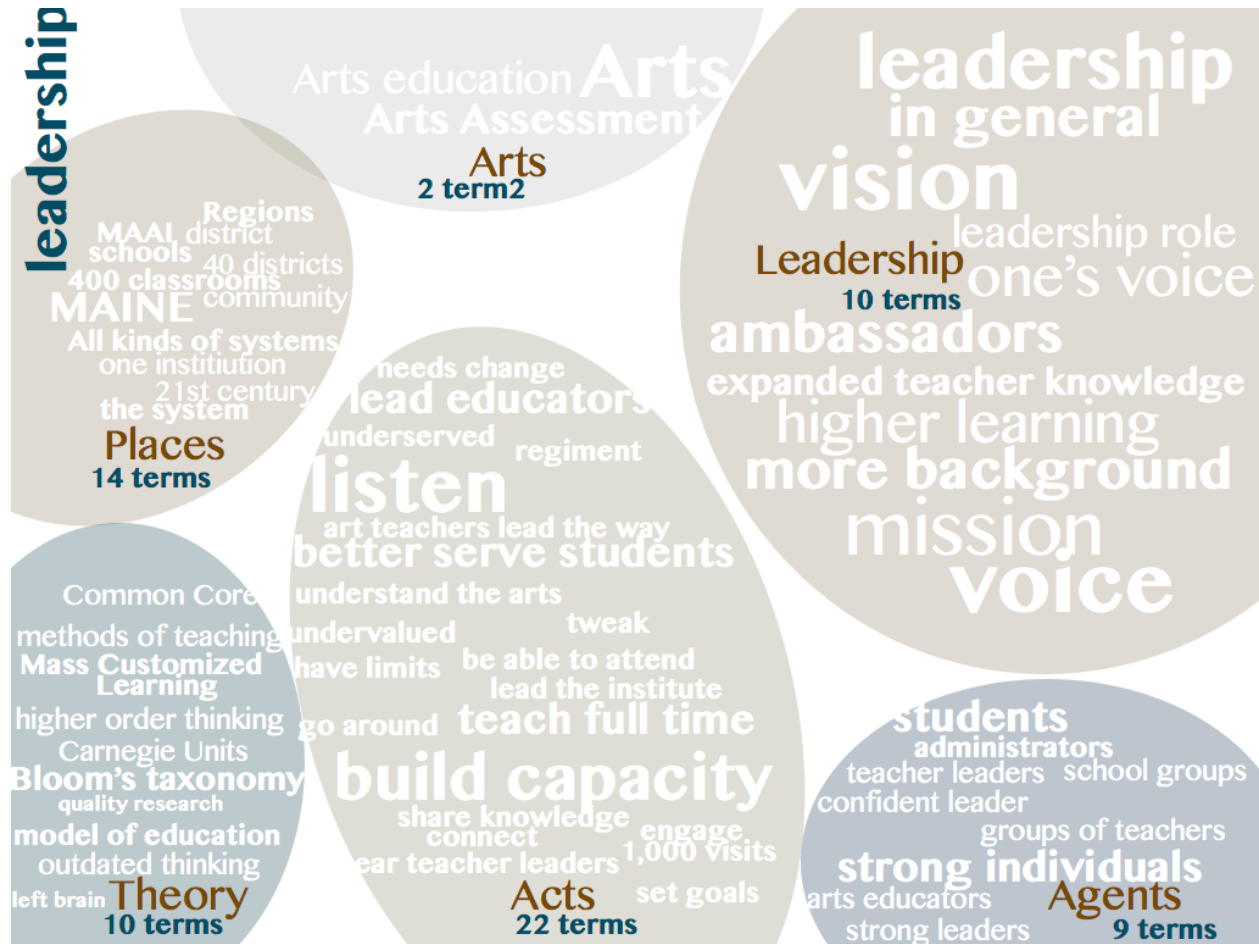 leadership
Arts education Arts
Arts Assessment
Arts
2 term2
Regions
MAAI district
schools 40 districts
400 classrooms
MAINE community
All kinds of systems
one institiution
21st century
the system
Places
14 terms
leadership
in general
vision
leadership role
Leadership one's voice
10 terms
ambassadors
expanded teacher knowledge
higher learning
more background
mission
voice
needs change
lead educators
underserved
regiment
listen
art teachers lead the way
better serve students
understand the arts
tweak
undervalued
have limits be able to attend
lead the institute
go around teach full time
build capacity
share knowledge
connect engage
ear teacher leaders 1,000 visits
set goals
Acts
22 terms
Common Core
methods of teaching
Mass Customized
Learning
higher order thinking
Carnegie Units
Bloom's taxonomy
quality research
model of education
outdated thinking
left brain Theory
10 terms
students
administrators
teacher leaders school groups
confident leader
groups of teachers
strong individuals
arts educators Agents
strong leaders 9 terms